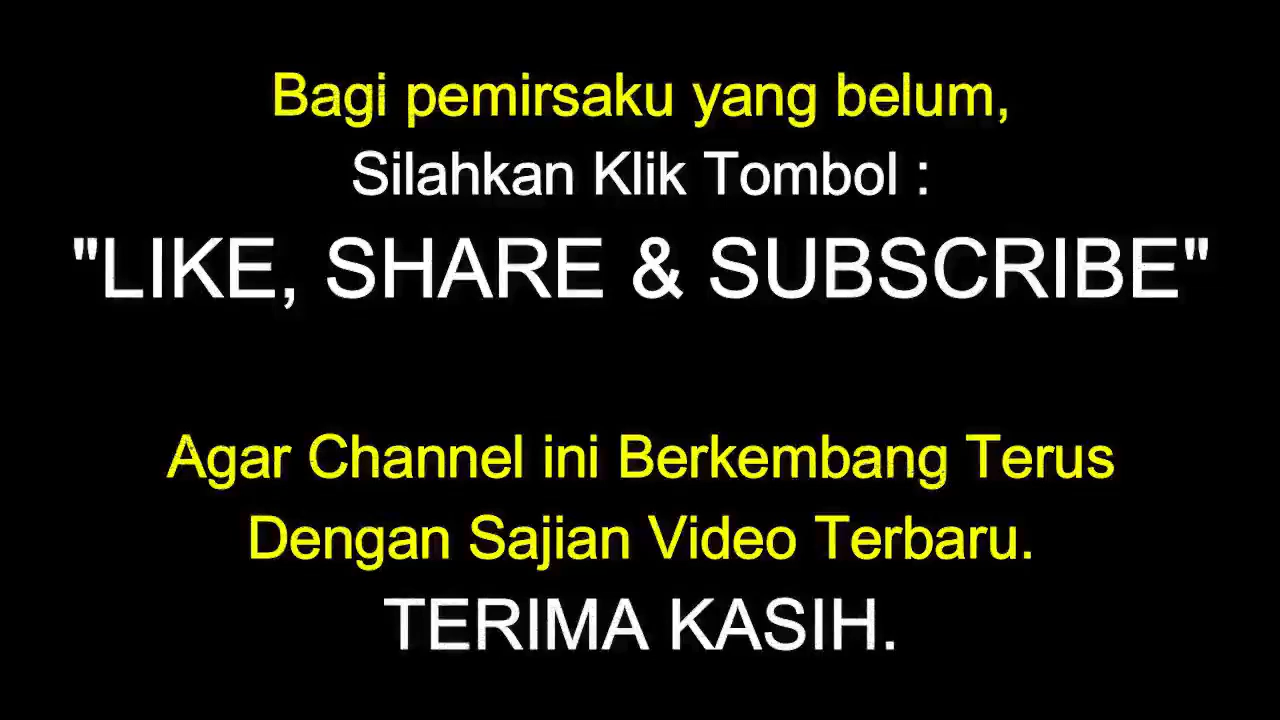 Bagi pemirsaku yang belum,
Silahkan Klik Tombol :
"LIKE, SHARE & SUBSCRIBE"
Agar Channel ini Berkembang Terus
Dengan Sajian Video Terbaru.
TERIMA KASIH.